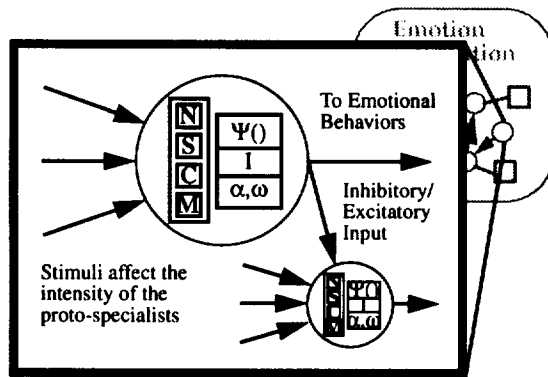 Emotion
N
S
C
M
Ψ()
I
α,ω
To Emotional
Behaviors
Inhibitory/
Excitatory
Input
Stimuli affect the
intensity of the
proto-specialists
N
S
C
M
Ψ()
I
α,ω